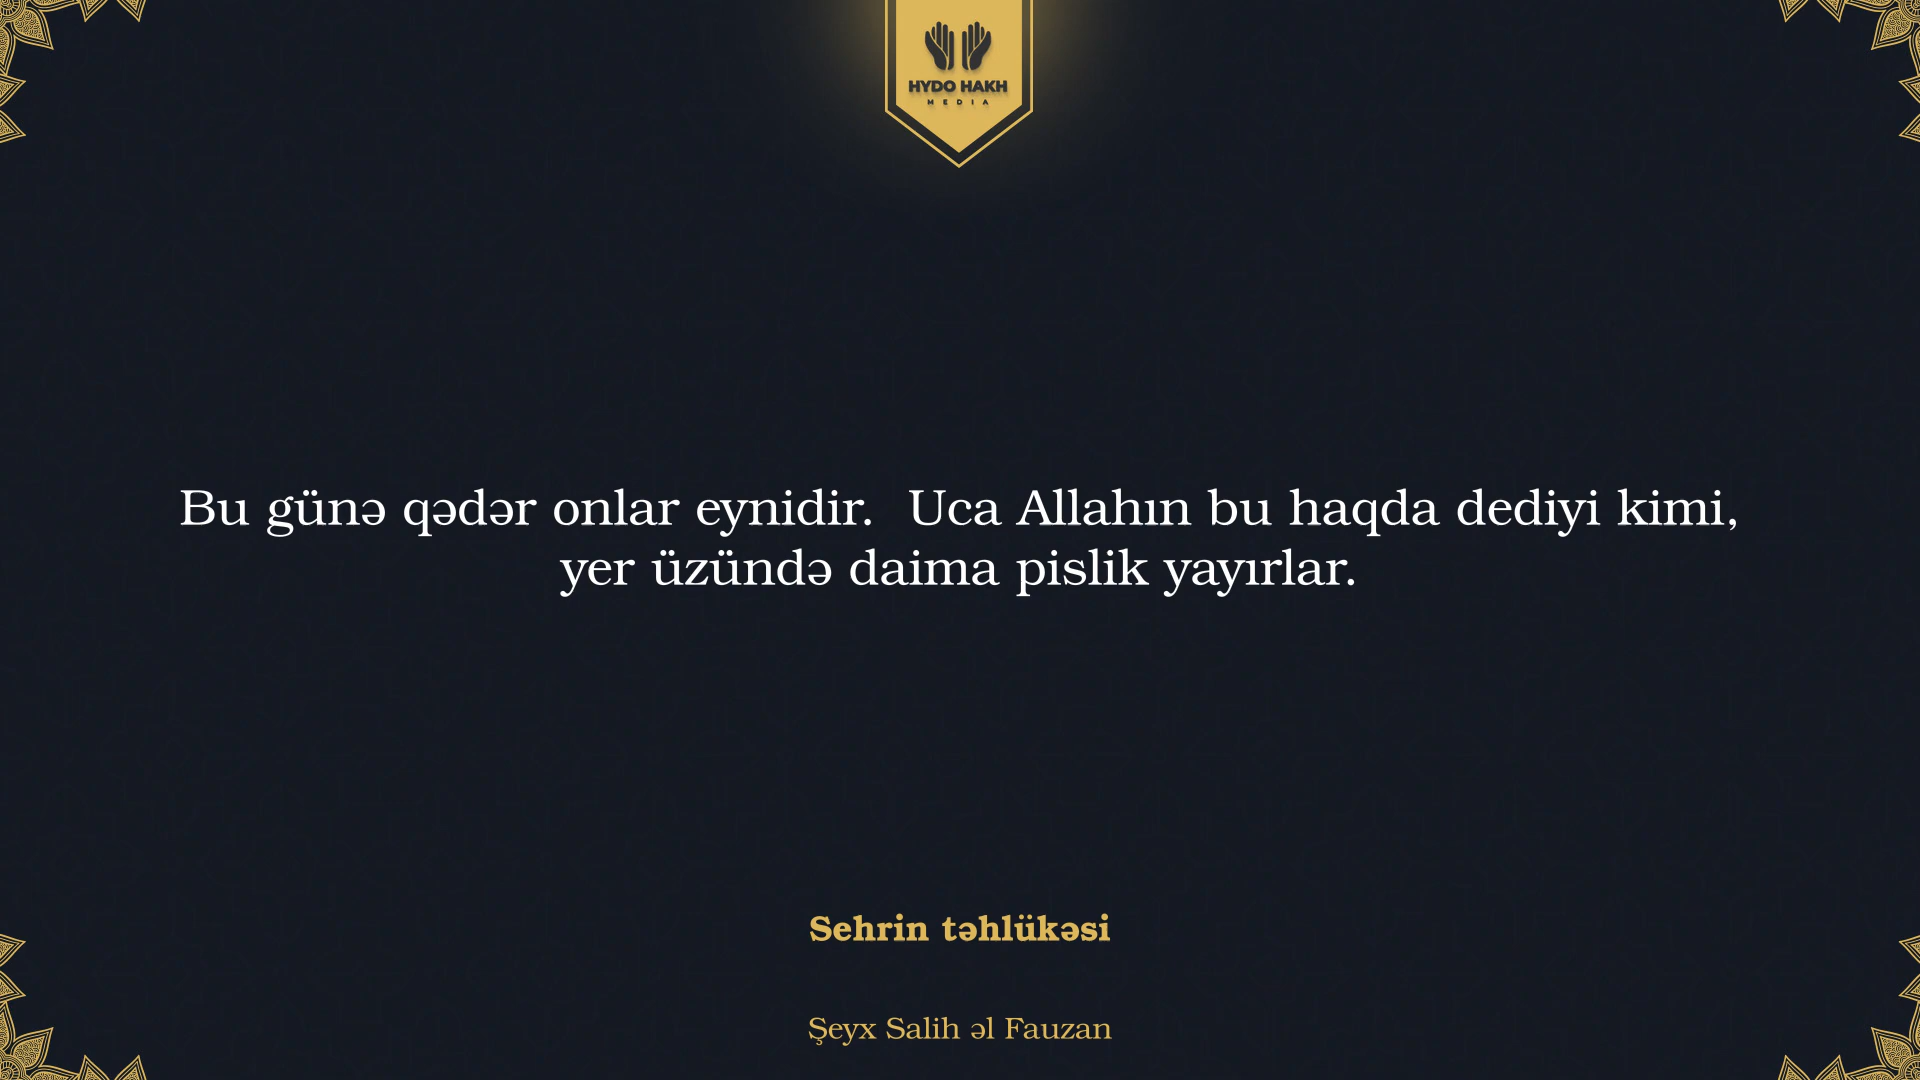 HYDO HAKH
MEDIA
Bu günə qədər onlar eynidir.  Uca Allahın bu haqda dediyi kimi,
yer üzündə daima pislik yayırlar.
Sehrin təhlükəsi
Şeyx Salih əl Fauzan